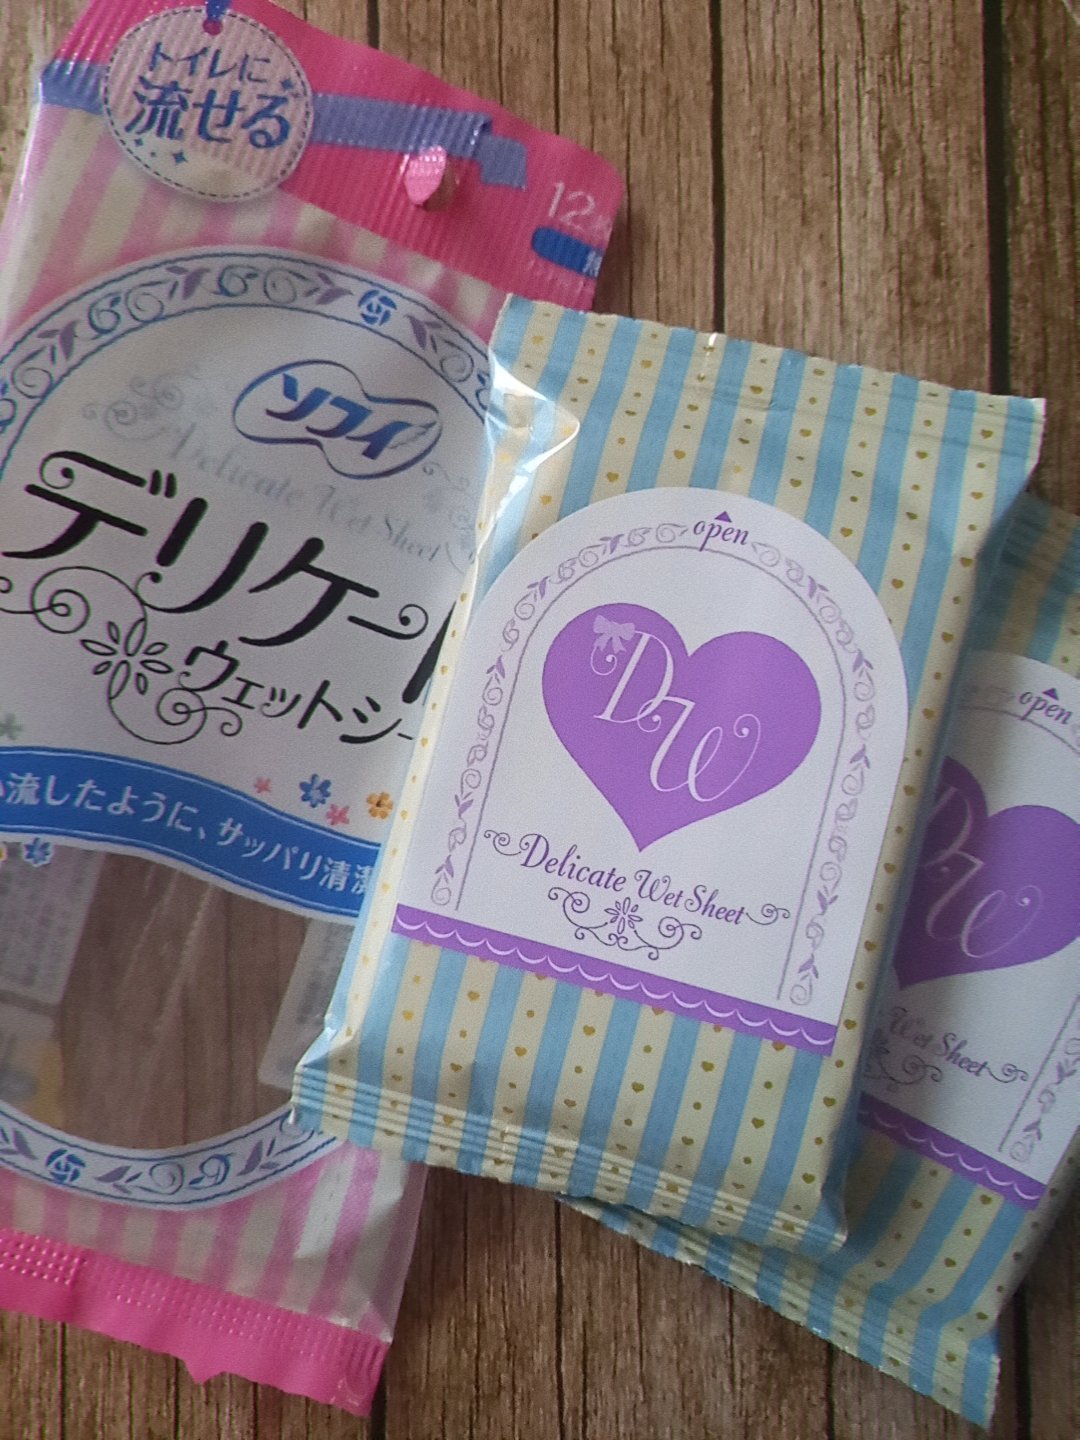 トイレに
流せる
12
ソフィ
Delicate Wet Sheet
デリケー
ウェットシー
流したように、サッパリ清潔
open
DW
Delicate Wet Sheet
open
DW
Wet Sheet